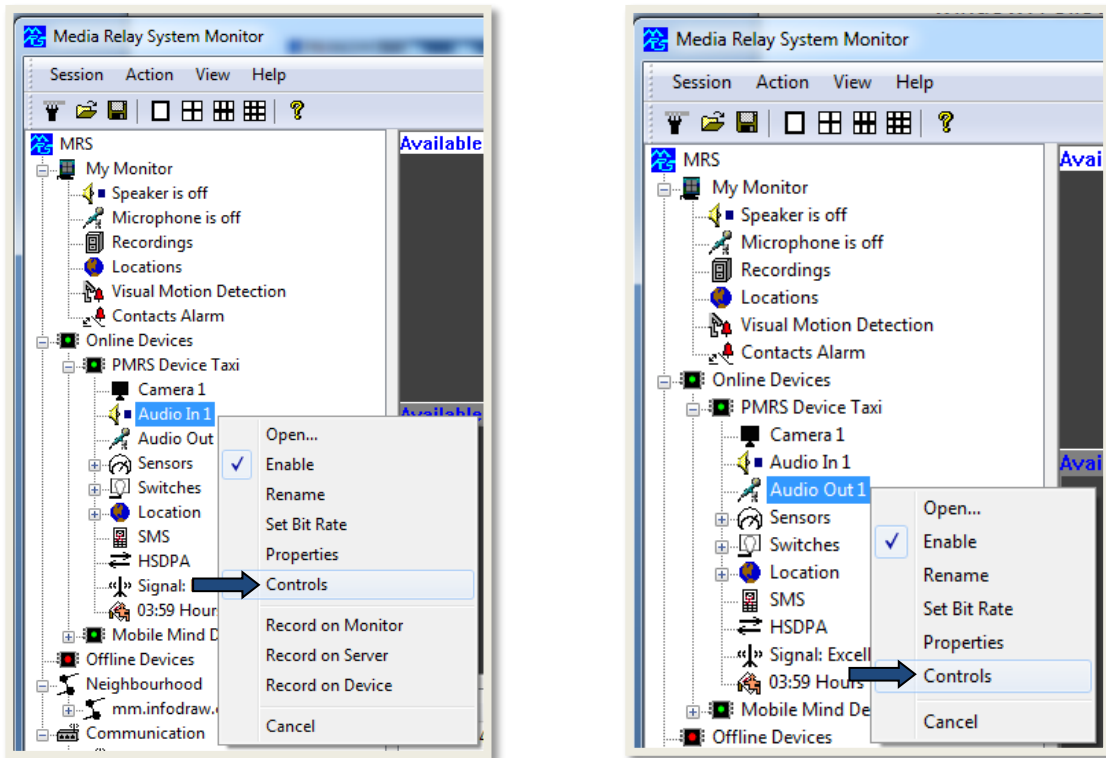 Media Relay System Monitor
Session Action View Help
MRS
My Monitor
Speaker is off
Microphone is off
Recordings
Locations
Visual Motion Detection
Contacts Alarm
Online Devices
PMRS Device Taxi
Camera 1
Audio In 1
Audio Out
Sensors
Switches
Location
SMS
HSDPA
Signal:
03:59 Hour
Mobile Mind D
Offline Devices
Neighbourhood
mm.infodraw.
Communication
Available
Available
Open...
Enable
Rename
Set Bit Rate
Properties
Controls
Record on Monitor
Record on Server
Record on Device
Cancel
Media Relay System Monitor
Session Action View Help
MRS
My Monitor
Speaker is off
Microphone is off
Recordings
Locations
Visual Motion Detection
Contacts Alarm
Online Devices
PMRS Device Taxi
Camera 1
Audio In 1
Audio Out 1
Sensors
Switches
Location
SMS
HSDPA
Signal: Excell
03:59 Hours
Mobile Mind De
Offline Devices
Avai
Avai
Open...
Enable
Rename
Set Bit Rate
Properties
Controls
Cancel